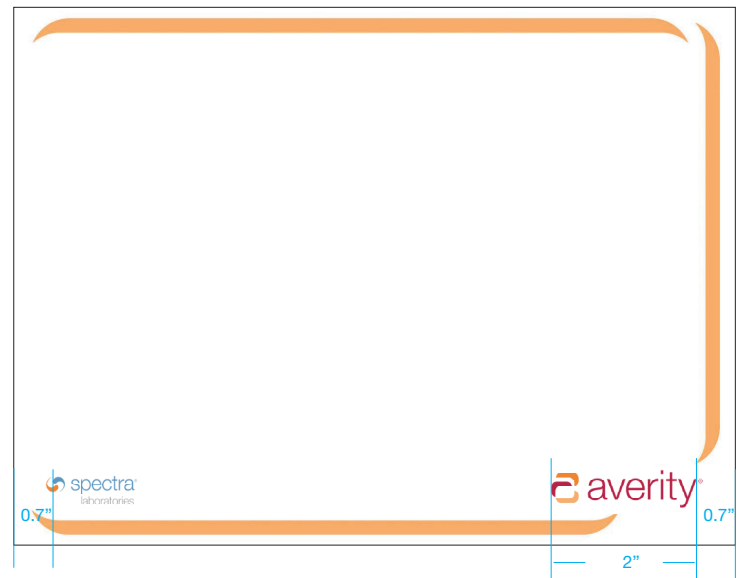 spectra®
laboratories
averity®
0.7”
0.7”
2”